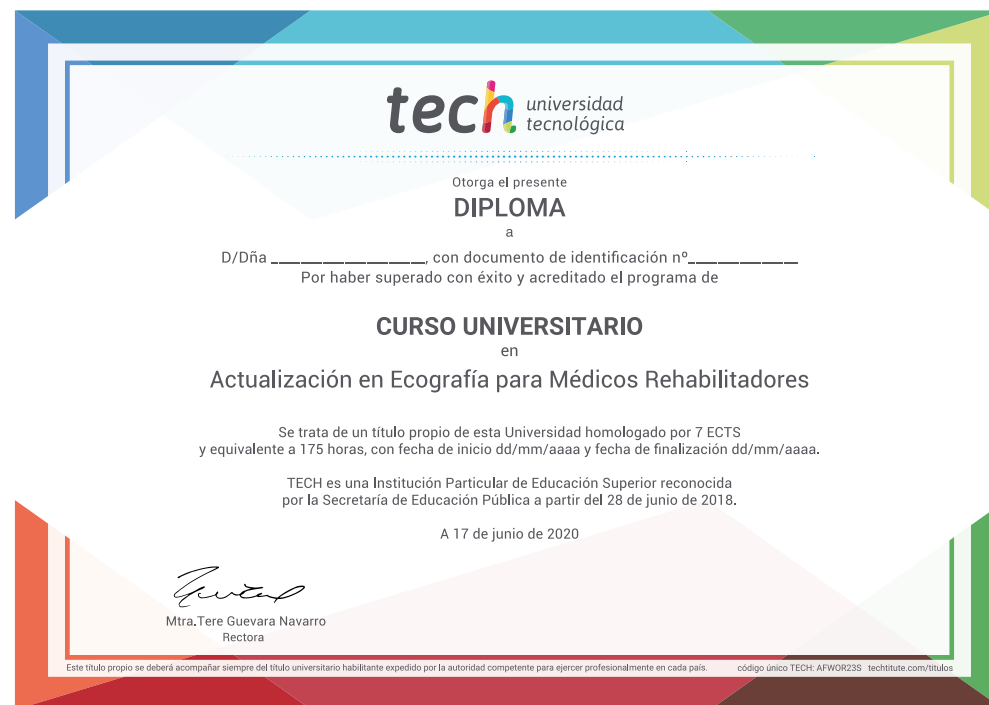 tech universidad
tecnológica
Otorga el presente
DIPLOMA
a
D/Dña __________________, con documento de identificación nº_____________
Por haber superado con éxito y acreditado el programa de
CURSO UNIVERSITARIO
en
Actualización en Ecografía para Médicos Rehabilitadores
Se trata de un título propio de esta Universidad homologado por 7 ECTS
y equivalente a 175 horas, con fecha de inicio dd/mm/aaaa y fecha de finalización dd/mm/aaaa.
TECH es una Institución Particular de Educación Superior reconocida
por la Secretaría de Educación Pública a partir del 28 de junio de 2018.
A 17 de junio de 2020
Mtra.Tere Guevara Navarro
Rectora
Este título propio se deberá acompañar siempre del título universitario habilitante expedido por la autoridad competente para ejercer profesionalmente en cada país. código único TECH: AFWOR23S techtitute.com/titulos